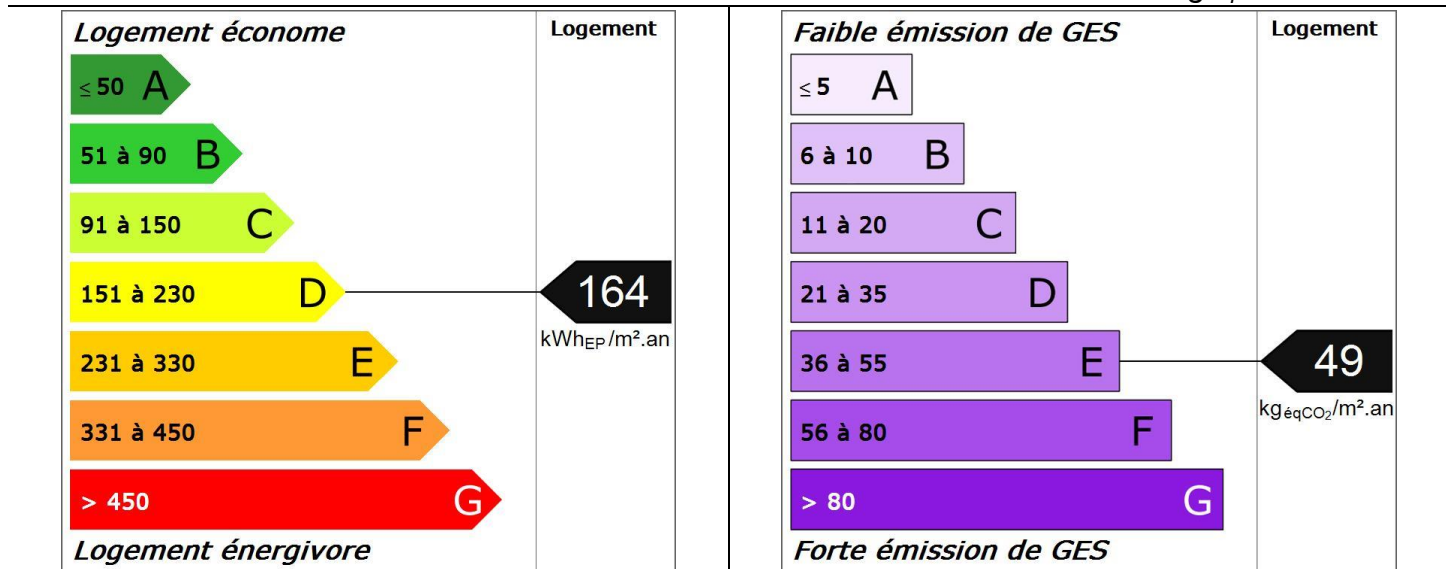 Logement économe
Logement
≤ 50 A
51 à 90 B
91 à 150 C
151 à 230 D
164
kWhEP/m².an
231 à 330 E
331 à 450 F
> 450 G
Logement énergivore
Faible émission de GES
Logement
≤ 5 A
6 à 10 B
11 à 20 C
21 à 35 D
36 à 55 E
49
kgéqCO₂/m².an
56 à 80 F
> 80 G
Forte émission de GES